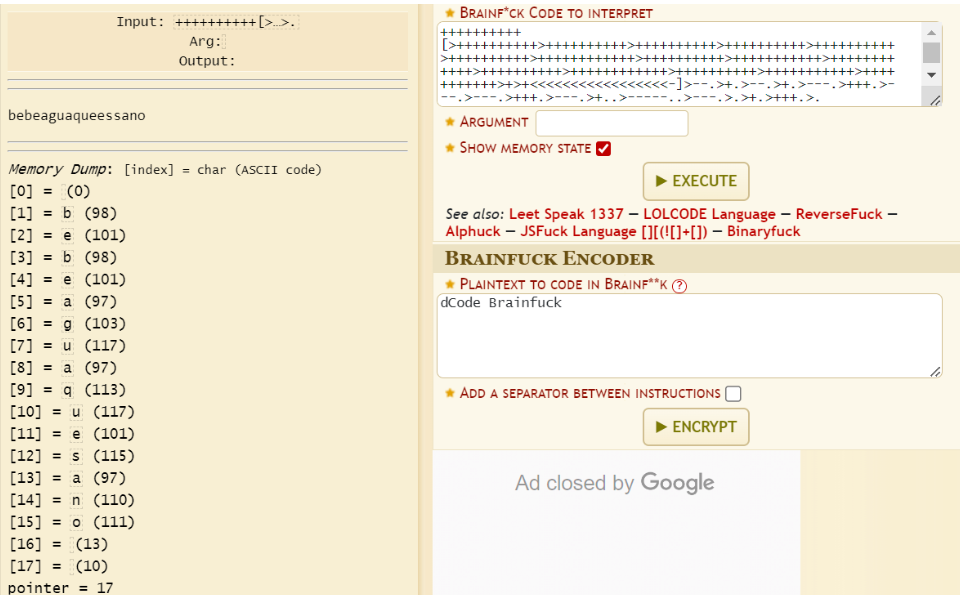 Input: ++++++++++[>…>.
Arg:
Output:
bebeaguaqueessano
Memory Dump: [index] = char (ASCII code)
[0] = (0)
[1] = b (98)
[2] = e (101)
[3] = b (98)
[4] = e (101)
[5] = a (97)
[6] = g (103)
[7] = u (117)
[8] = a (97)
[9] = q (113)
[10] = u (117)
[11] = e (101)
[12] = s (115)
[13] = a (97)
[14] = n (110)
[15] = o (111)
[16] = (13)
[17] = (10)
pointer = 17
★ BRAINF*CK CODE TO INTERPRET
++++++++++
[>++++++++++>++++++++++>++++++++++>++++++++++>++++++++++
>++++++++++>++++++++++++>++++++++++>+++++++++++>++++++++
++++>++++++++++>++++++++++++>++++++++++>+++++++++++>++++
+++++++>+>+<<<<<<<<<<<<<<<<<-]>--.>+.>--.>+.>---.>+++.>-
--.>---.>+++.>---.>+..>-----..>---.>.>+.>+++.>.
★ ARGUMENT
★ SHOW MEMORY STATE
▶ EXECUTE
See also: Leet Speak 1337 — LOLCODE Language — ReverseFuck —
Alphuck — JSFuck Language [][(![]+[]) — Binaryfuck
BRAINFUCK ENCODER
★ PLAINTEXT TO CODE IN BRAINF**K ?
dCode Brainfuck
★ ADD A SEPARATOR BETWEEN INSTRUCTIONS
▶ ENCRYPT
Ad closed by Google